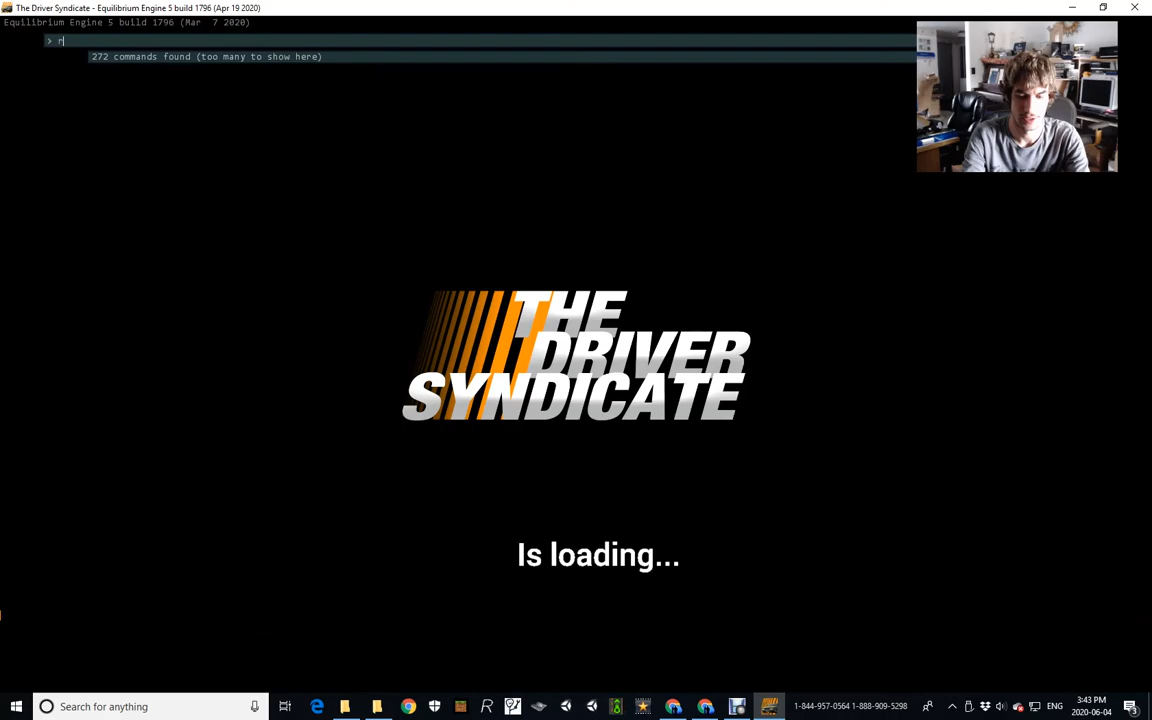 The Driver Syndicate - Equilibrium Engine 5 build 1796 (Apr 19 2020)
Equilibrium Engine 5 build 1796 (Mar 7 2020)
> r
272 commands found (too many to show here)
THE
DRIVER
SYNDICATE
Is loading...
Search for anything
1-844-957-0564 1-888-909-5298
ENG
3:43 PM
2020-06-04
3